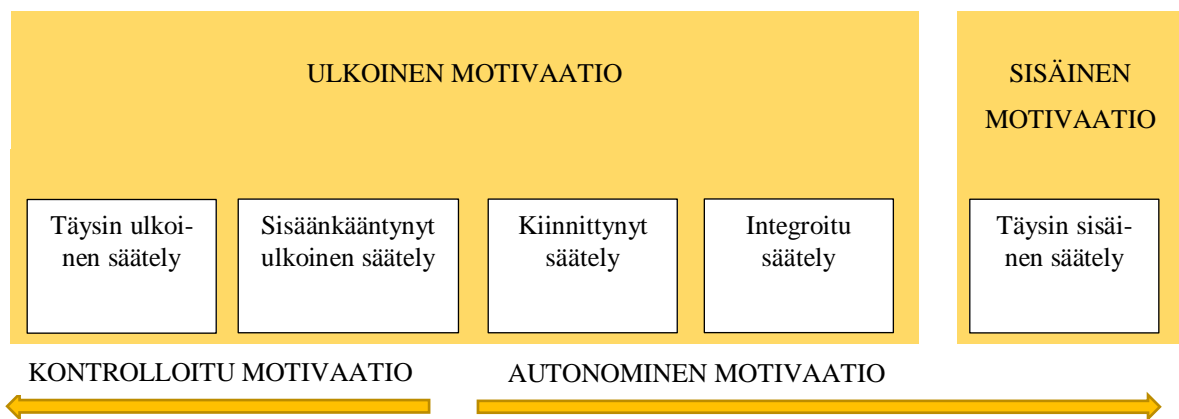 ULKOINEN MOTIVAATIO
SISÄINEN
MOTIVAATIO
Täysin ulkoi-
nen säätely
Sisäänkääntynyt
ulkoinen säätely
Kiinnittynyt
säätely
Integroitu
säätely
Täysin sisäi-
nen säätely
KONTROLLOITU MOTIVAATIO
AUTONOMINEN MOTIVAATIO